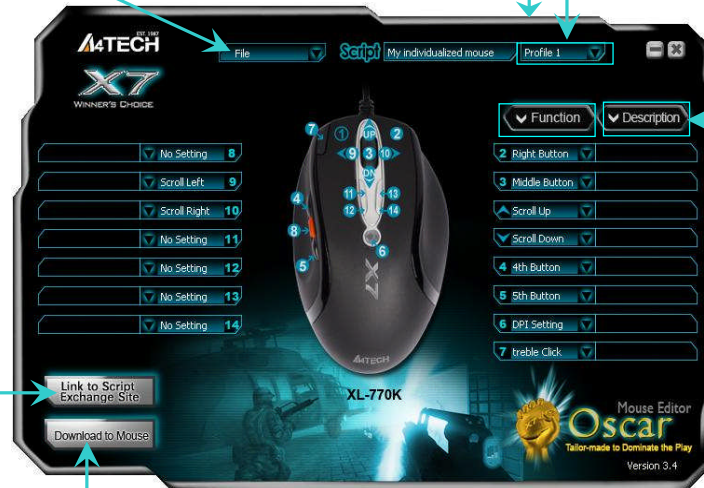 EST. 1987
A4TECH
X7
WINNER'S CHOICE
File
Script
My individualized mouse
Profile 1
Function
Description
No Setting 8
Scroll Left 9
Scroll Right 10
No Setting 11
No Setting 12
No Setting 13
No Setting 14
7
1
UP
2
9
3
10
DN
11
13
4
12
14
8
6
5
X7
A4TECH
XL-770K
2 Right Button
3 Middle Button
Scroll Up
Scroll Down
4 4th Button
5 5th Button
6 DPI Setting
7 treble Click
Link to Script
Exchange Site
Download to Mouse
Mouse Editor
Oscar
Tailor-made to Dominate the Play
Version 3.4